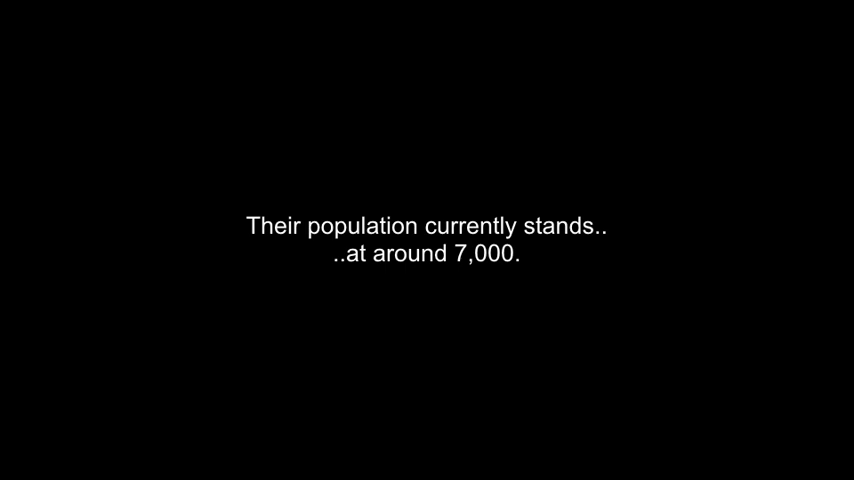 Their population currently stands..
..at around 7,000.